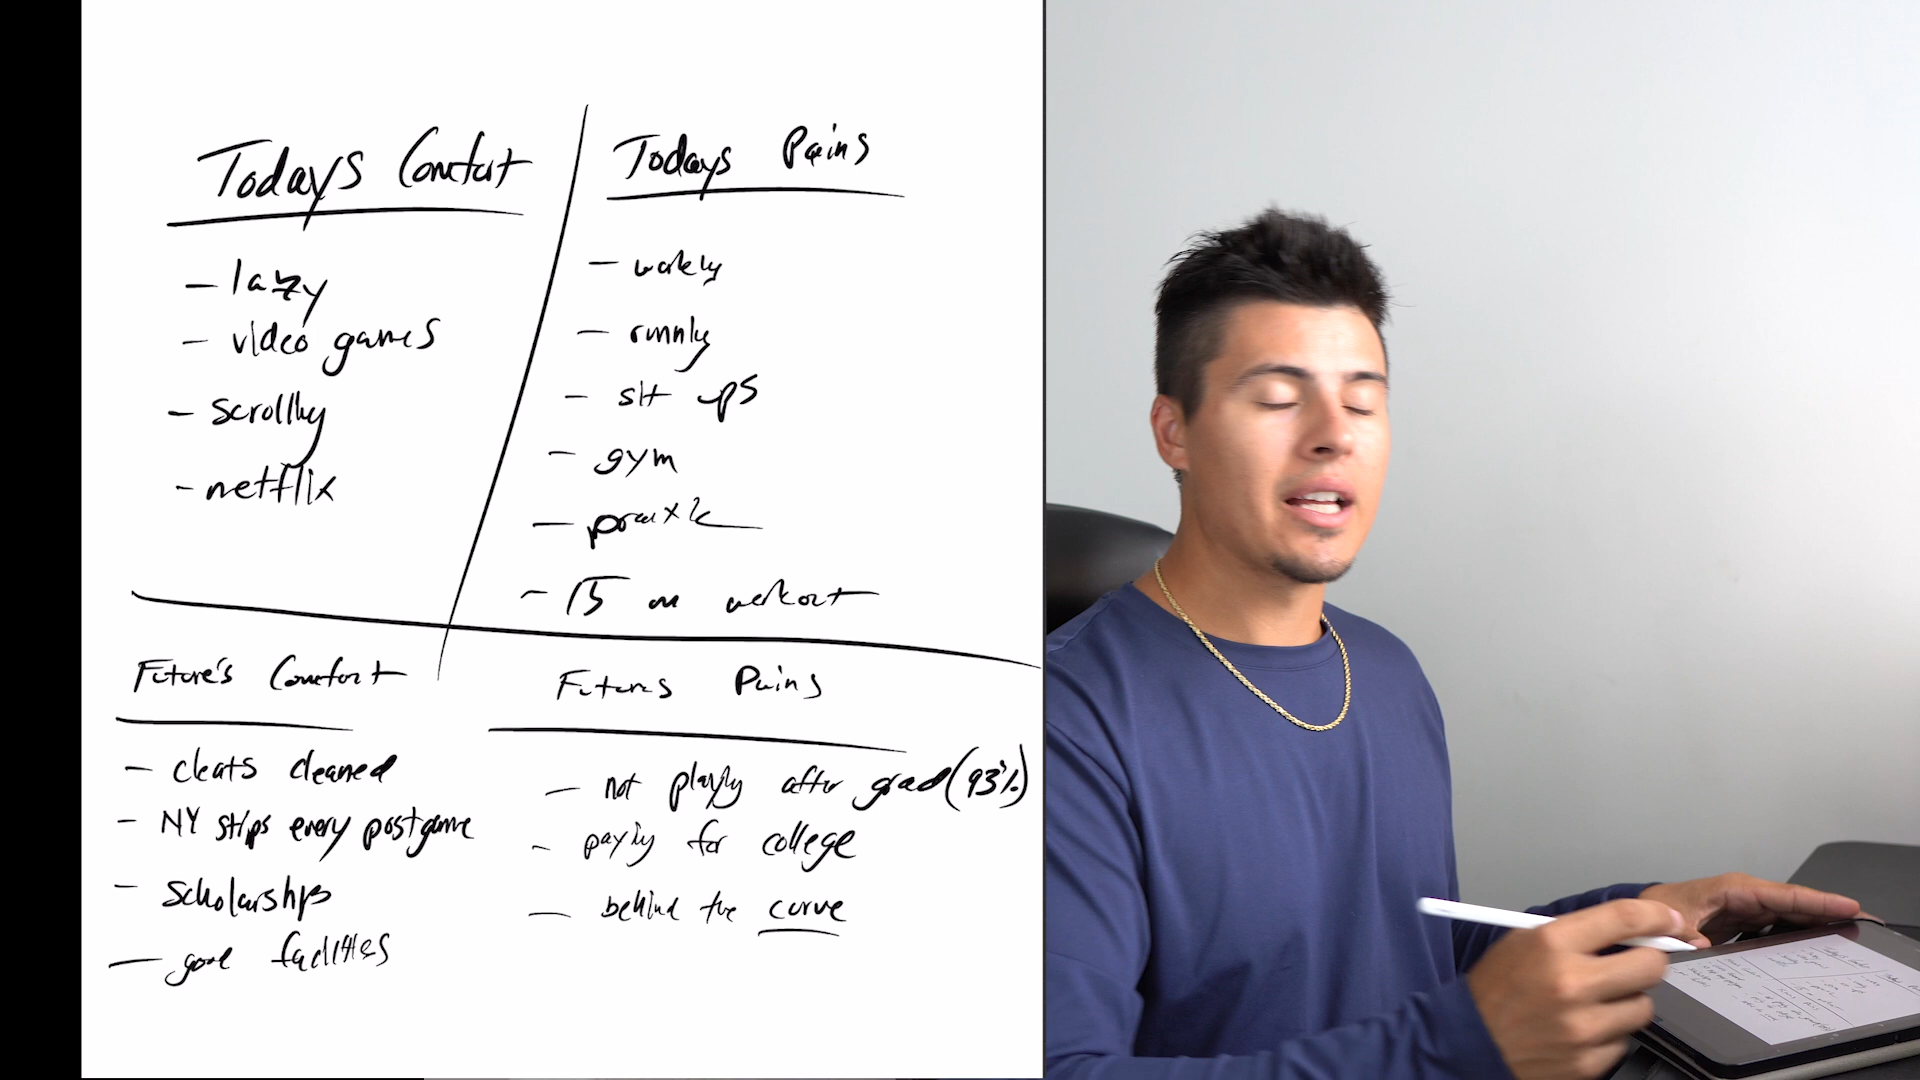 Todays Comfort
- lazy
- video games
- scrolling
- netflix
Todays Pains
- working
- running
- sit ups
- gym
- practice
- 15 workout
Future's Comfort
- cleats cleaned
- NY strips every postgame
- scholarships
- good facilities
Futures Pains
- not playing after grad (93%)
- paying for college
- behind the curve